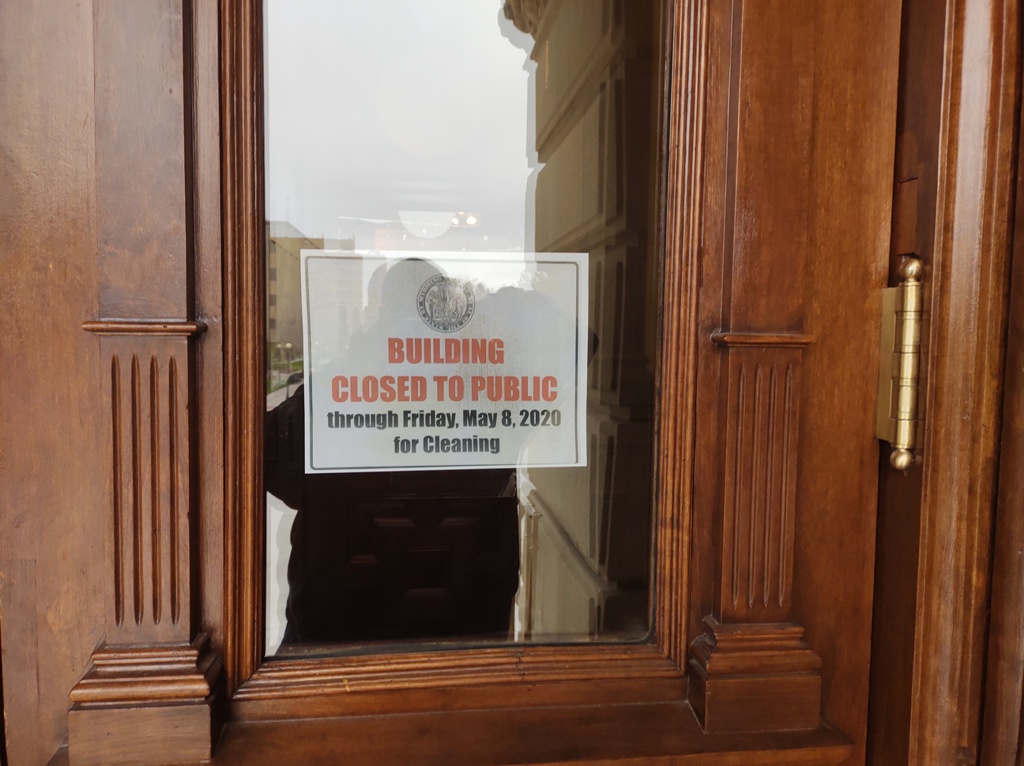 BUILDING
CLOSED TO PUBLIC
through Friday, May 8, 2020
for Cleaning